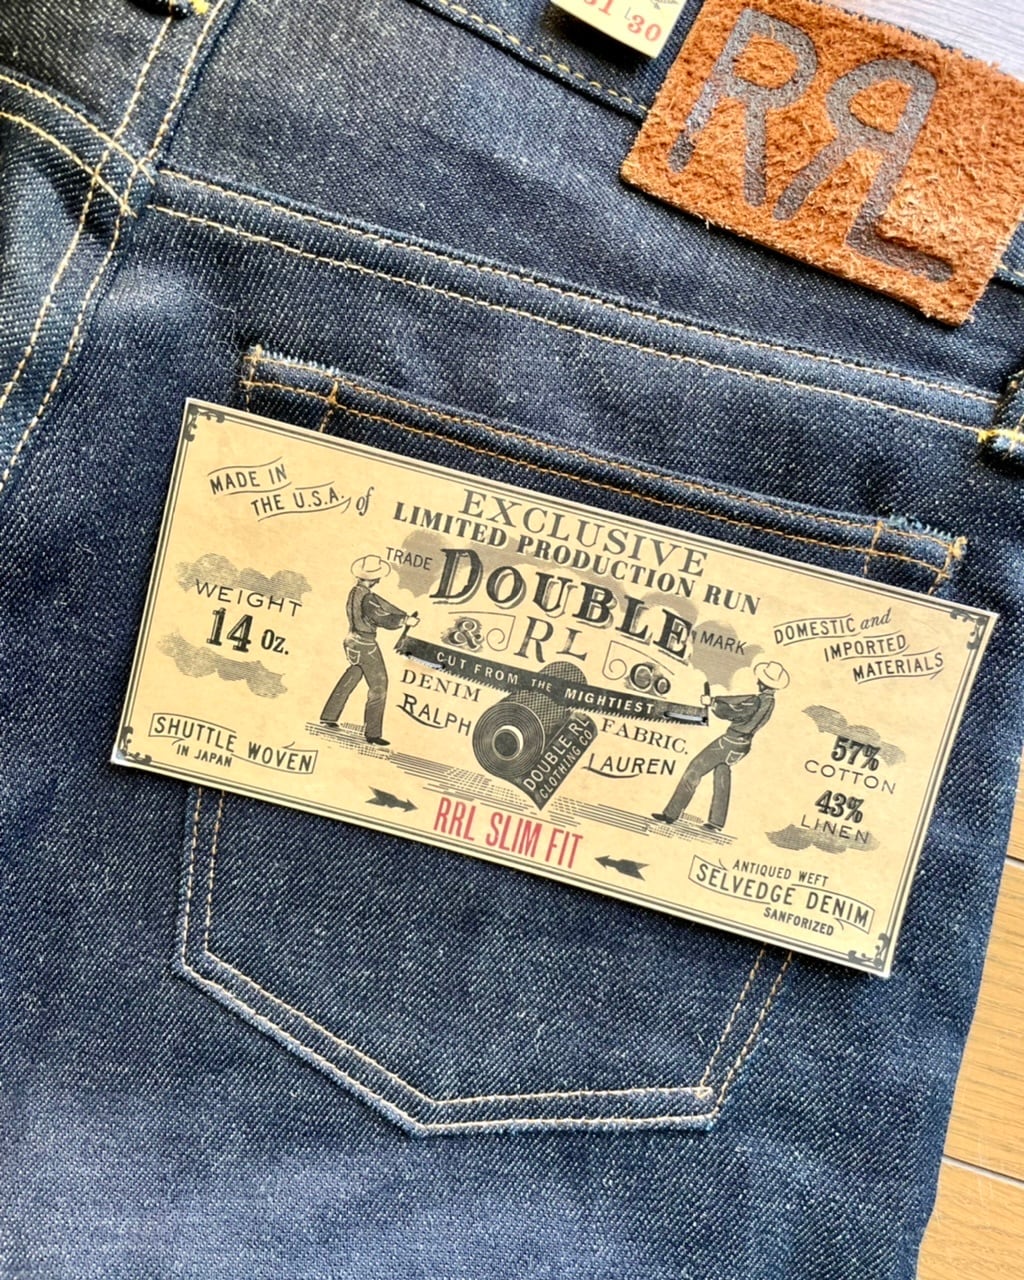 31 L30
RRL
MADE IN
THE U.S.A. of
EXCLUSIVE
LIMITED PRODUCTION RUN
TRADE
DOUBLE
MARK
& RL Co
WEIGHT
14 Oz.
DOMESTIC and
IMPORTED
MATERIALS
CUT FROM THE MIGHTIEST
DENIM
FABRIC.
RALPH
LAUREN
DOUBLE RL
CLOTHING CO
SHUTTLE WOVEN
IN JAPAN
57%
COTTON
43%
LINEN
RRL SLIM FIT
ANTIQUED WEFT
SELVEDGE DENIM
SANFORIZED